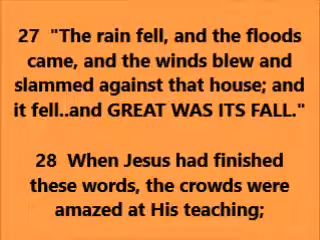 27  "The rain fell, and the floods
came, and the winds blew and
slammed against that house; and
it fell..and GREAT WAS ITS FALL."
28  When Jesus had finished
these words, the crowds were
amazed at His teaching;